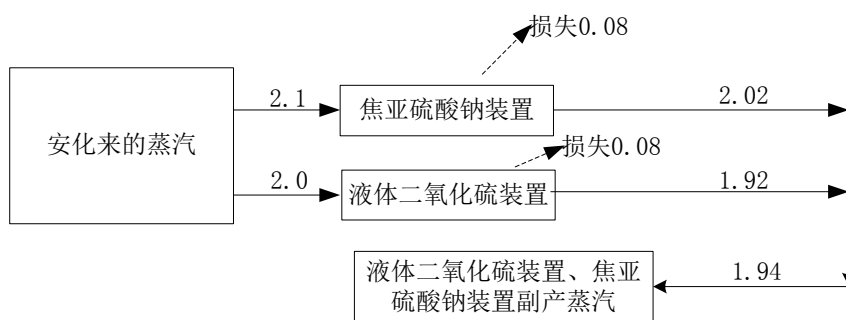 损失0.08
2.1
焦亚硫酸钠装置
2.02
安化来的蒸汽
损失0.08
2.0
液体二氧化硫装置
1.92
液体二氧化硫装置、焦亚
硫酸钠装置副产蒸汽
1.94